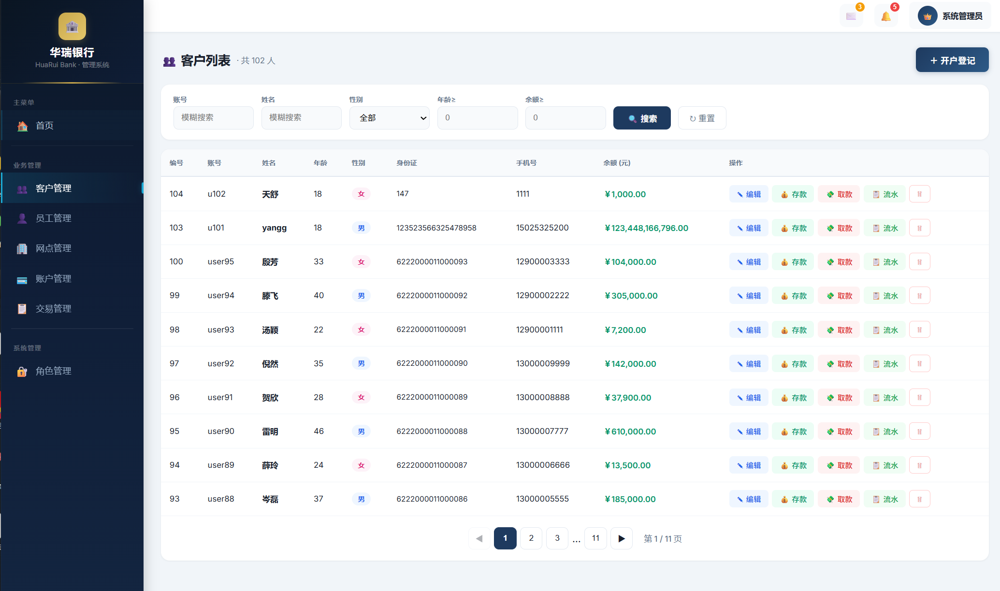 华瑞银行
HuaRui Bank · 管理系统
主菜单
首页
业务管理
客户管理
员工管理
网点管理
账户管理
交易管理
系统管理
角色管理
3
5
系统管理员
客户列表 · 共 102 人
+ 开户登记
账号 姓名 性别 年龄≥ 余额≥
模糊搜索 模糊搜索 全部 0 0 搜索 ↻ 重置
编号 账号 姓名 年龄 性别 身份证 手机号 余额 (元) 操作
104 u102 天舒 18 女 147 1111 ¥1,000.00 编辑 存款 取款 流水
103 u101 yangg 18 男 123523566325478958 15025325200 ¥123,448,166,796.00 编辑 存款 取款 流水
100 user95 殷芳 33 女 6222000011000093 12900003333 ¥104,000.00 编辑 存款 取款 流水
99 user94 滕飞 40 男 6222000011000092 12900002222 ¥305,000.00 编辑 存款 取款 流水
98 user93 汤颖 22 女 6222000011000091 12900001111 ¥7,200.00 编辑 存款 取款 流水
97 user92 倪然 35 男 6222000011000090 13000009999 ¥142,000.00 编辑 存款 取款 流水
96 user91 贺欣 28 女 6222000011000089 13000008888 ¥37,900.00 编辑 存款 取款 流水
95 user90 雷明 46 男 6222000011000088 13000007777 ¥610,000.00 编辑 存款 取款 流水
94 user89 薛玲 24 女 6222000011000087 13000006666 ¥13,500.00 编辑 存款 取款 流水
93 user88 岑磊 37 男 6222000011000086 13000005555 ¥185,000.00 编辑 存款 取款 流水
◀ 1 2 3 ... 11 ▶ 第 1 / 11 页